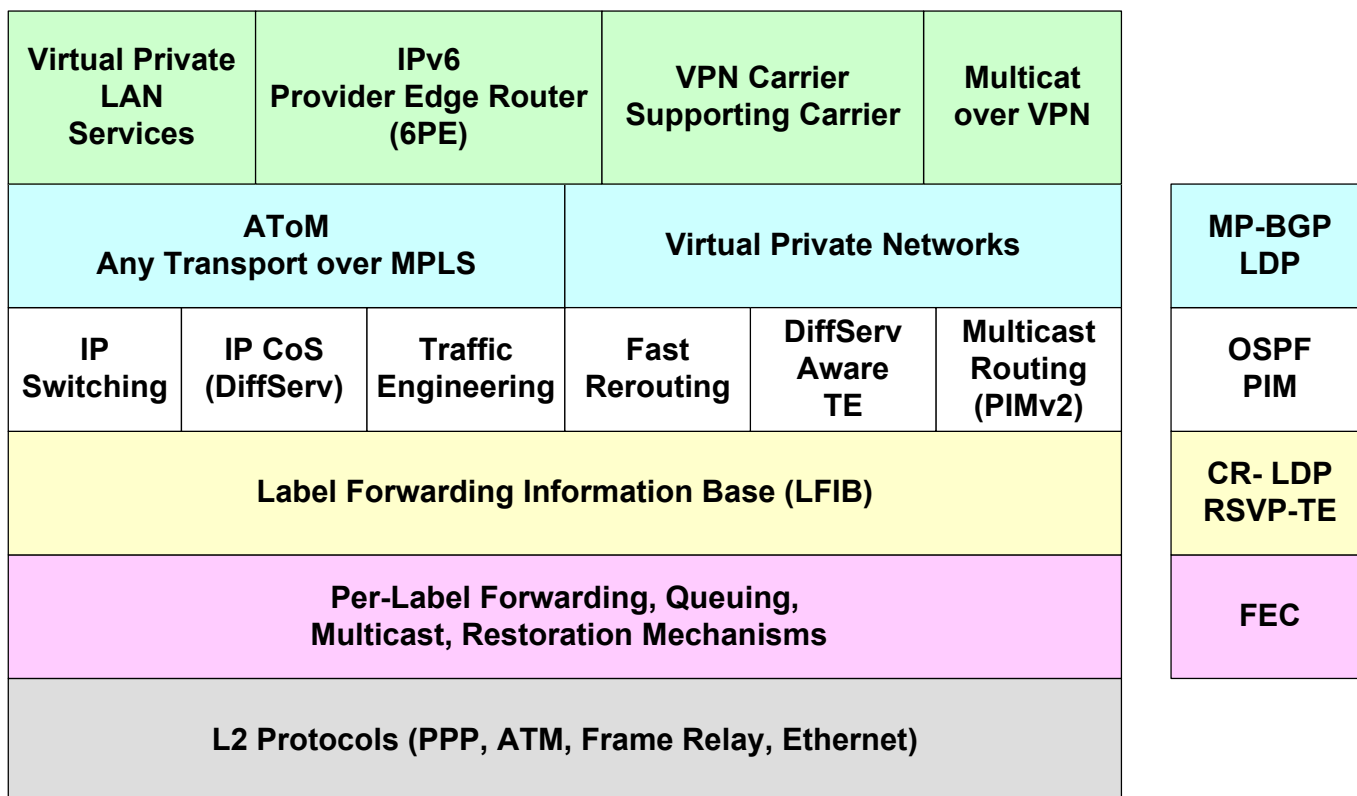 Virtual Private
LAN
Services
IPv6
Provider Edge Router
(6PE)
VPN Carrier
Supporting Carrier
Multicat
over VPN
AToM
Any Transport over MPLS
Virtual Private Networks
MP-BGP
LDP
IP
Switching
IP CoS
(DiffServ)
Traffic
Engineering
Fast
Rerouting
DiffServ
Aware
TE
Multicast
Routing
(PIMv2)
OSPF
PIM
Label Forwarding Information Base (LFIB)
CR- LDP
RSVP-TE
Per-Label Forwarding, Queuing,
Multicast, Restoration Mechanisms
FEC
L2 Protocols (PPP, ATM, Frame Relay, Ethernet)